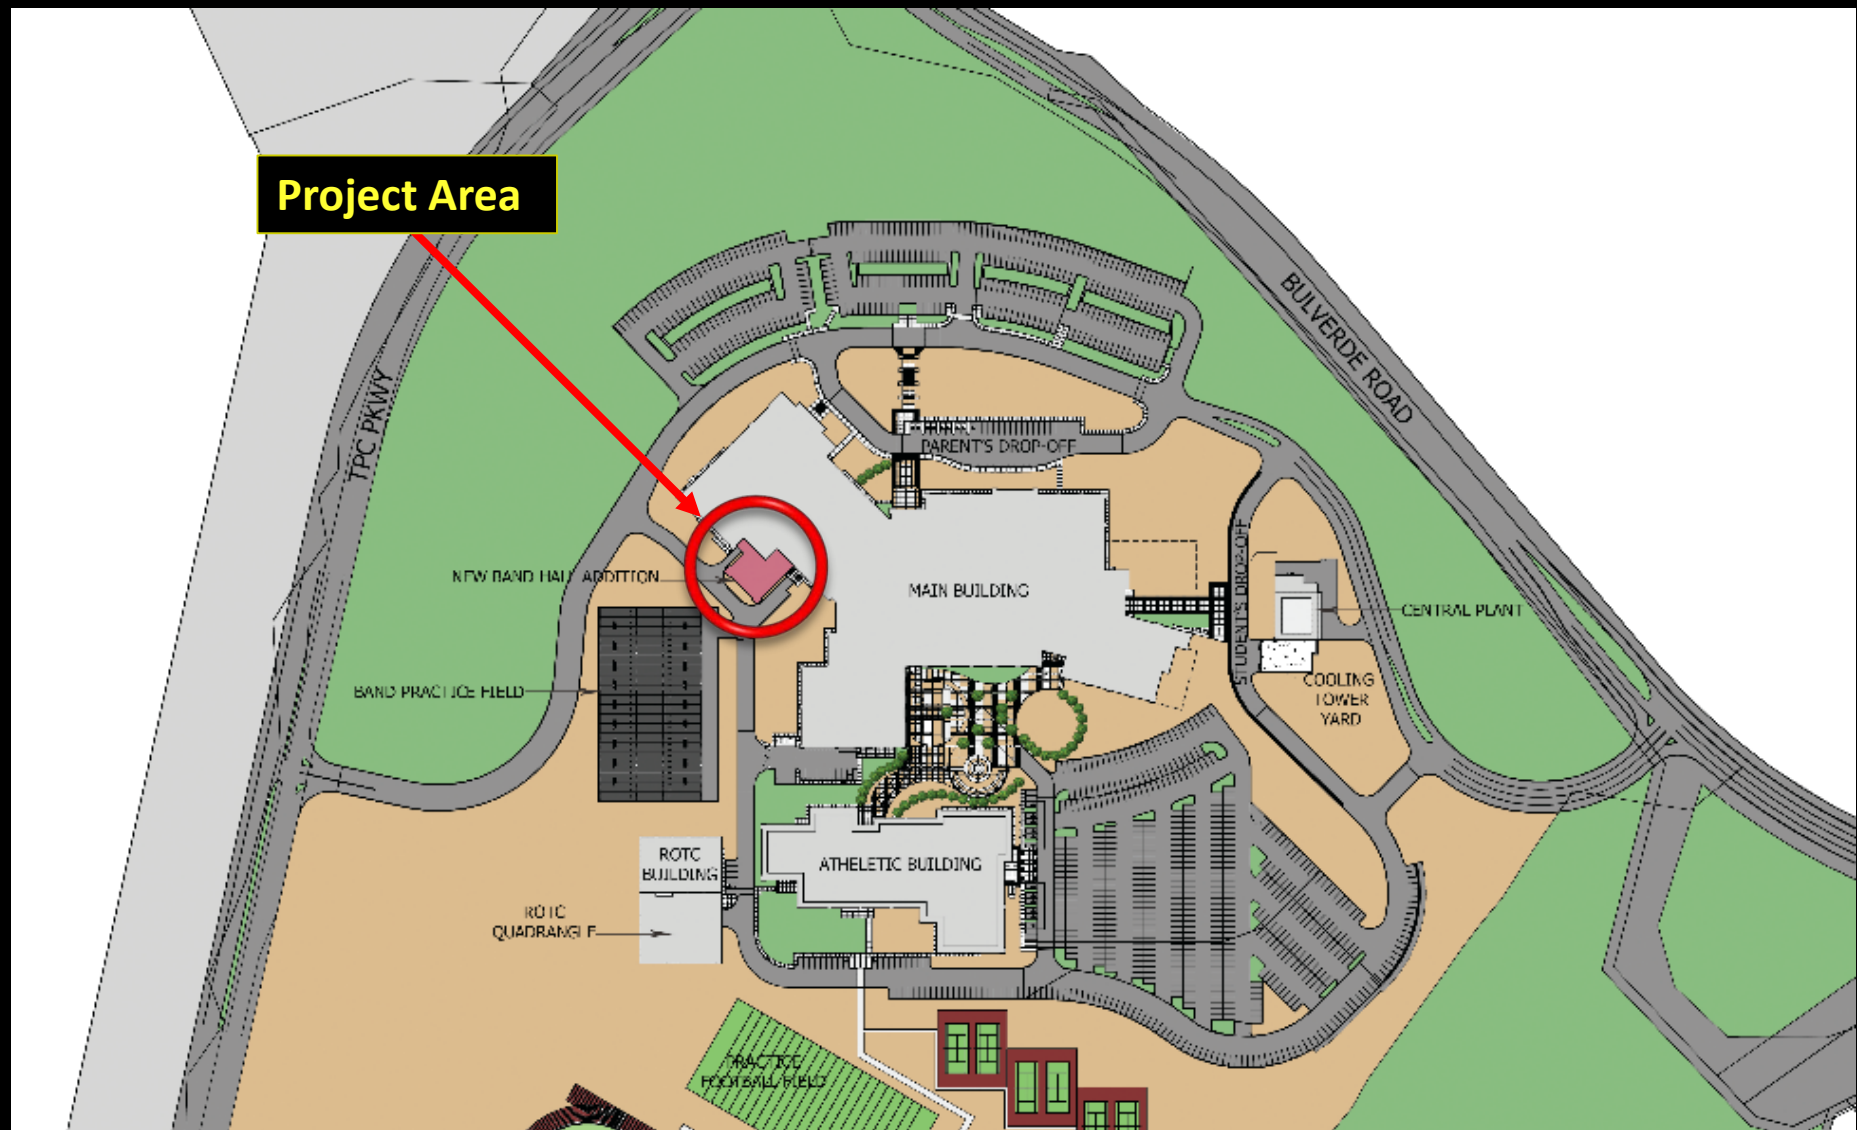 Project Area
BULVERDE ROAD
TPC PKWY
PARENT'S DROP-OFF
STUDENT'S DROP-OFF
NEW BAND HALL ADDITION
MAIN BUILDING
CENTRAL PLANT
BAND PRACTICE FIELD
COOLING
TOWER
YARD
ROTC
BUILDING
ATHELETIC BUILDING
ROTC
QUADRANGLE
PRACTICE
FOOTBALL FIELD